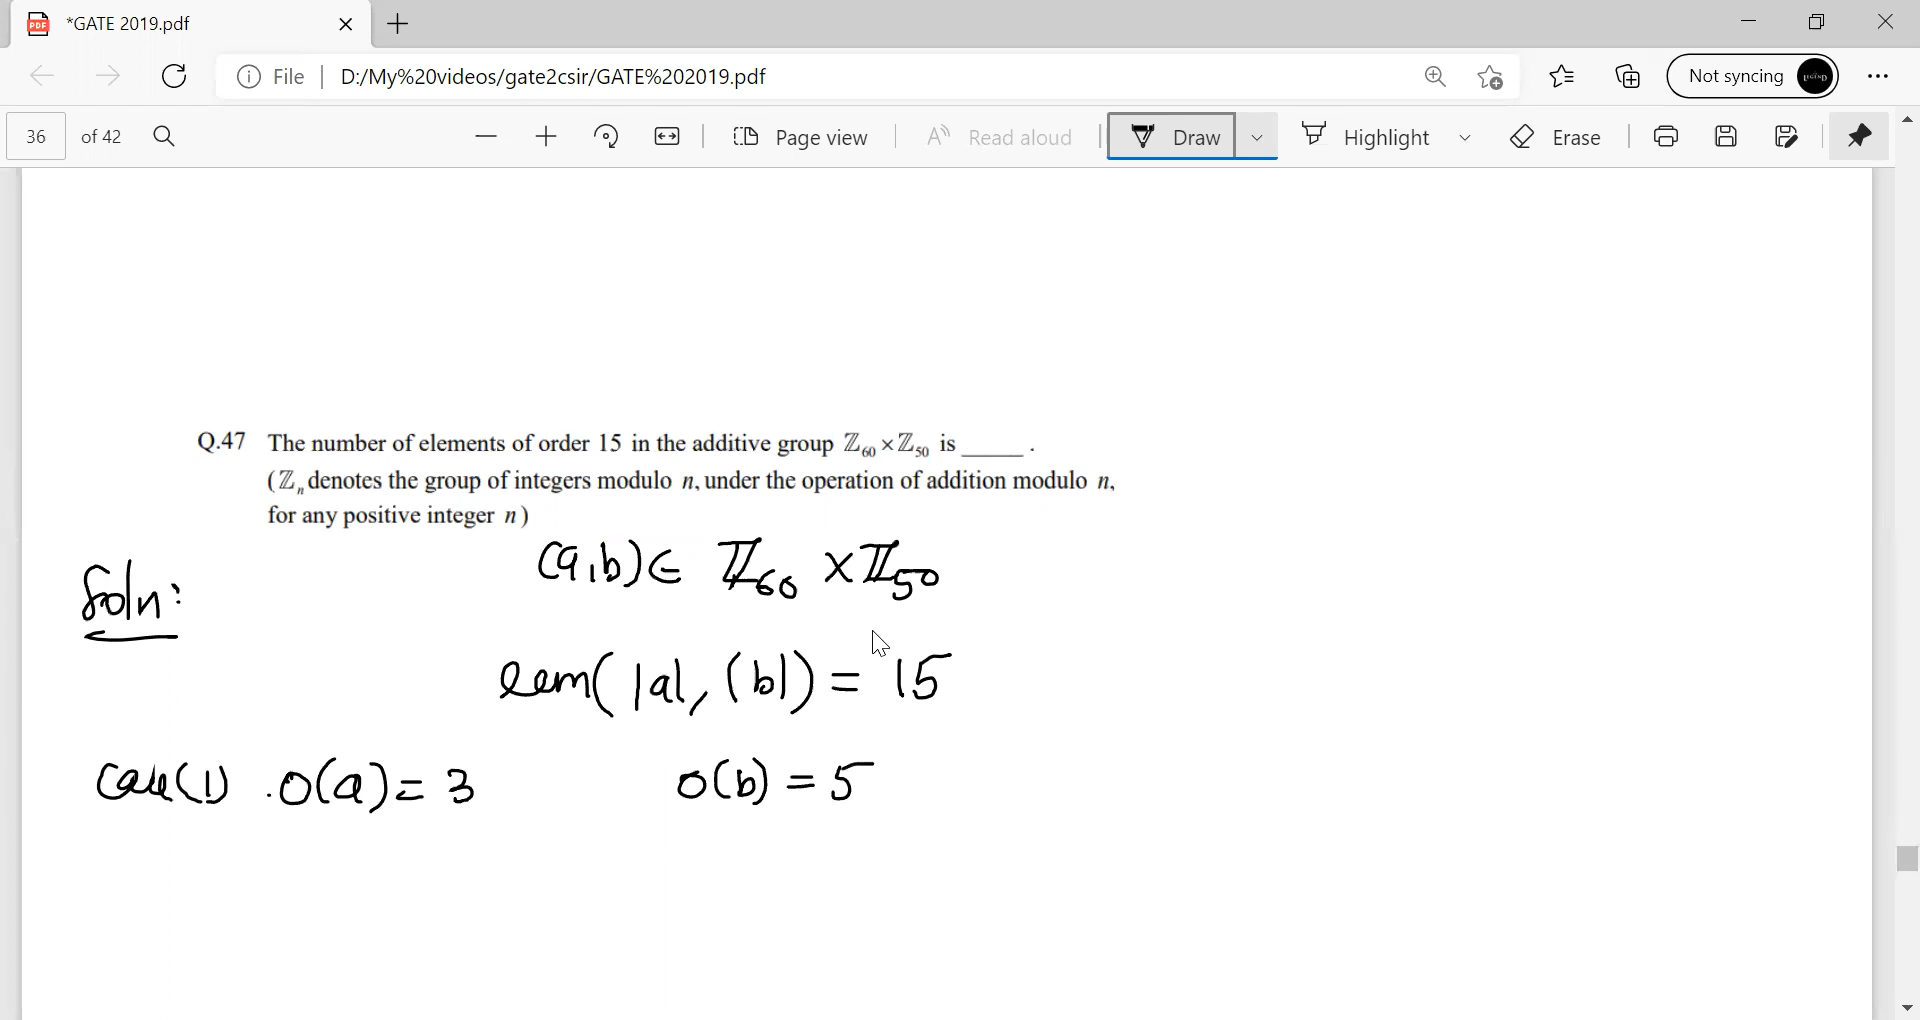 *GATE 2019.pdf
File | D:/My%20videos/gate2csir/GATE%202019.pdf
Not syncing LEGEND
36 of 42 Page view Read aloud Draw Highlight Erase
Q.47 The number of elements of order 15 in the additive group ℤ₆₀ × ℤ₅₀ is _____ .
(ℤₙ denotes the group of integers modulo n, under the operation of addition modulo n,
for any positive integer n)
(a,b) ∈ ℤ₆₀ × ℤ₅₀
Soln:
lcm( |a|, |b|) = 15
Case(1) . O(a) = 3 O(b) = 5